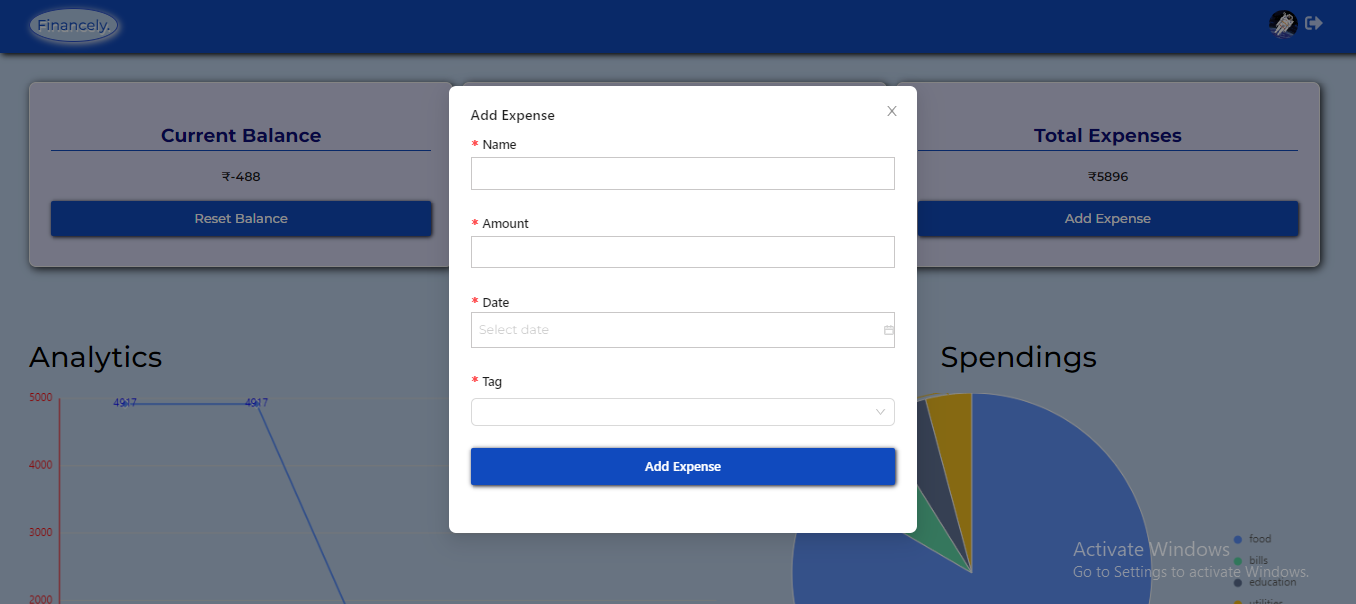 Financely.
Current Balance
₹-488
Reset Balance
Total Expenses
₹5896
Add Expense
Add Expense
* Name
* Amount
* Date
Select date
* Tag
Add Expense
Analytics
5000
4000
3000
2000
4917
4917
Spendings
food
bills
education
utilities
Activate Windows
Go to Settings to activate Windows.